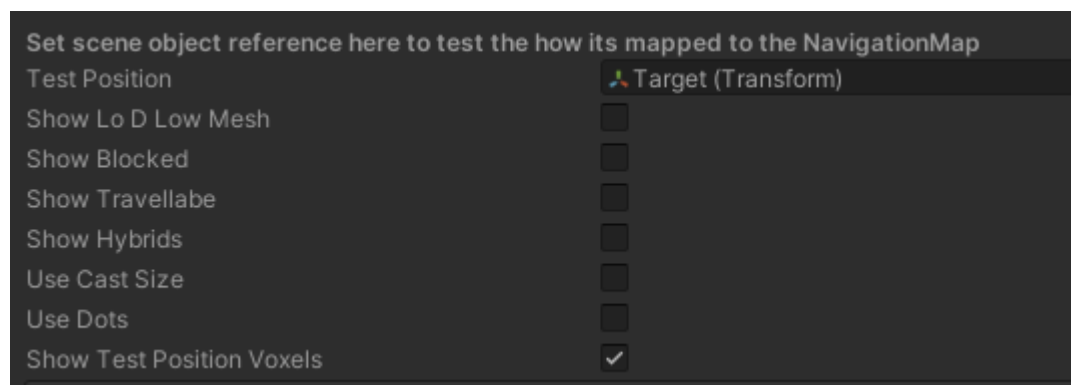 Set scene object reference here to test the how its mapped to the NavigationMap
Test Position Target (Transform)
Show Lo D Low Mesh
Show Blocked
Show Travellabe
Show Hybrids
Use Cast Size
Use Dots
Show Test Position Voxels